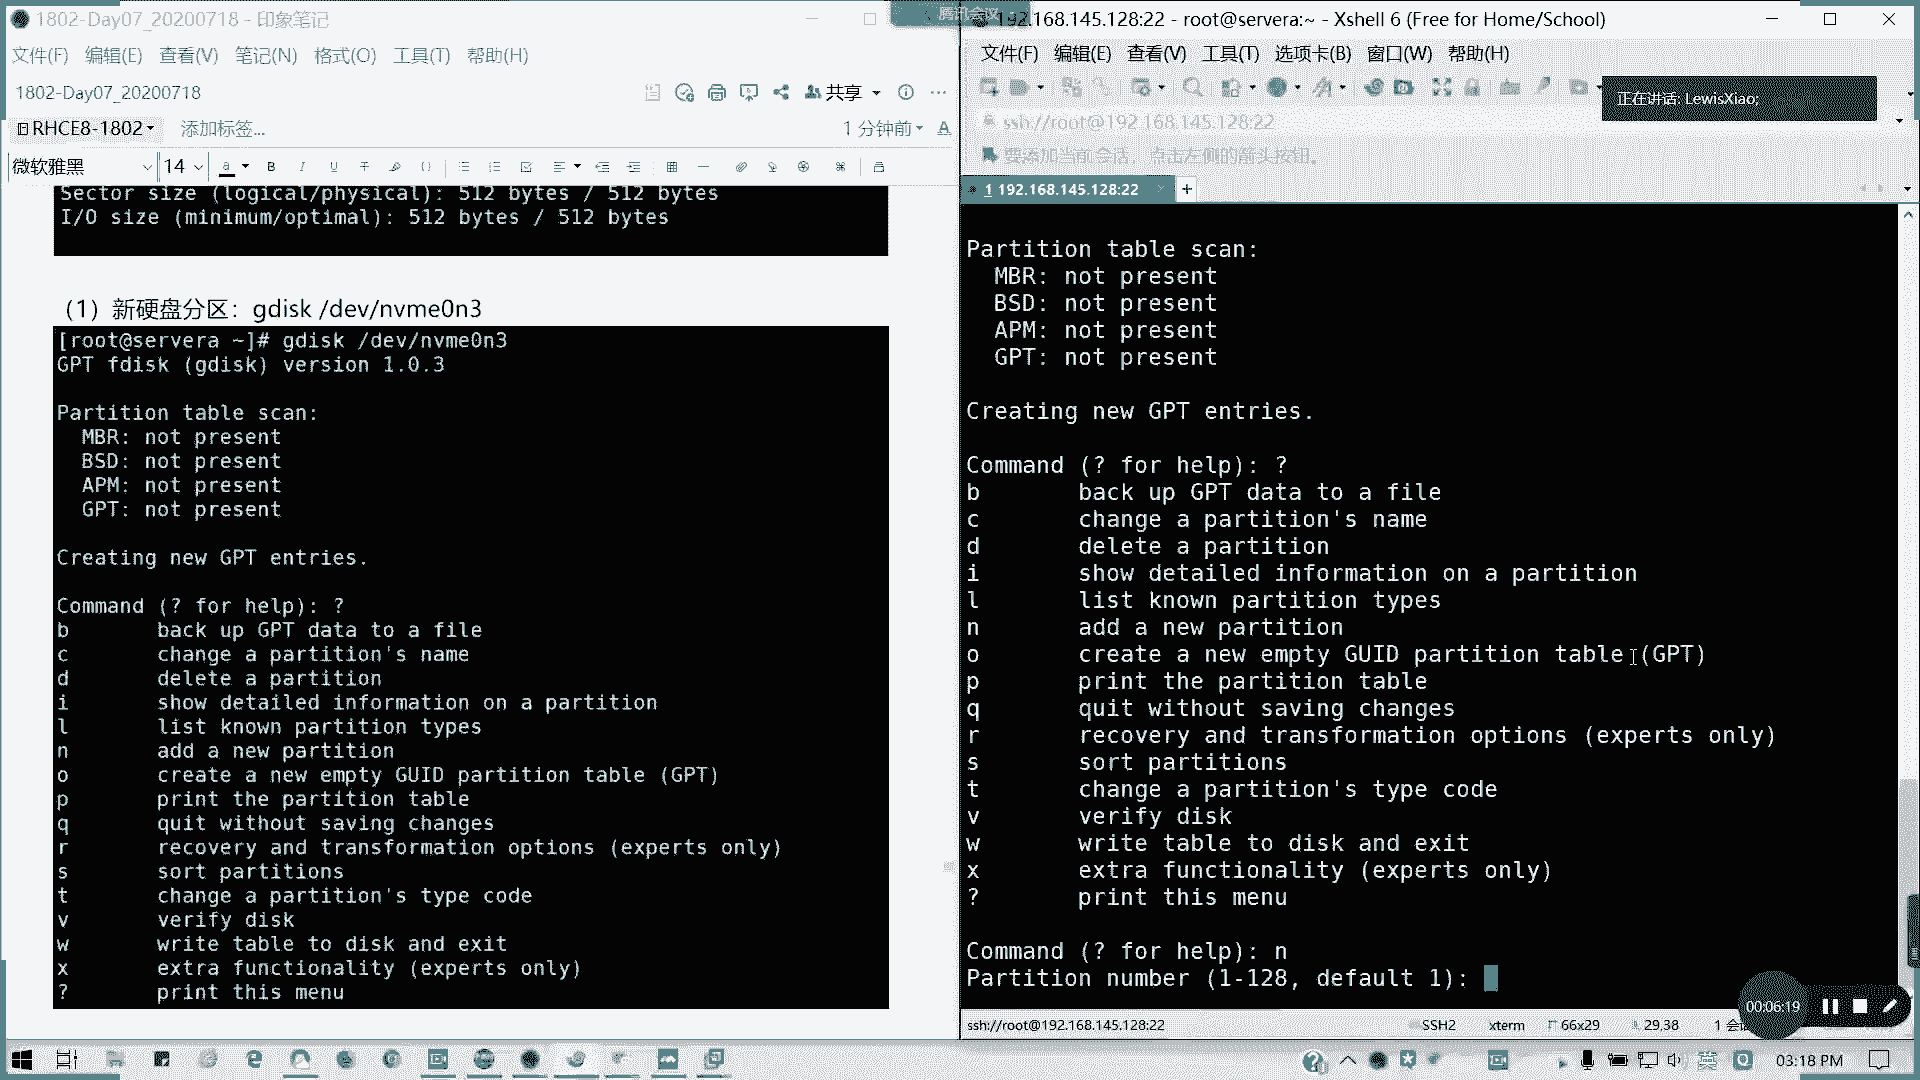 1802-Day07_20200718 - 印象笔记
文件(F) 编辑(E) 查看(V) 笔记(N) 格式(O) 工具(T) 帮助(H)
1802-Day07_20200718
共享
RHCE8-1802
添加标签...
1 分钟前
微软雅黑 14
Sector size (logical/physical): 512 bytes / 512 bytes
I/O size (minimum/optimal): 512 bytes / 512 bytes
（1）新硬盘分区：gdisk /dev/nvme0n3
[root@servera ~]# gdisk /dev/nvme0n3
GPT fdisk (gdisk) version 1.0.3
Partition table scan:
MBR: not present
BSD: not present
APM: not present
GPT: not present
Creating new GPT entries.
Command (? for help): ?
b back up GPT data to a file
c change a partition's name
d delete a partition
i show detailed information on a partition
l list known partition types
n add a new partition
o create a new empty GUID partition table (GPT)
p print the partition table
q quit without saving changes
r recovery and transformation options (experts only)
s sort partitions
t change a partition's type code
v verify disk
w write table to disk and exit
x extra functionality (experts only)
? print this menu
腾讯会议
192.168.145.128:22 - root@servera:~ - Xshell 6 (Free for Home/School)
文件(F) 编辑(E) 查看(V) 工具(T) 选项卡(B) 窗口(W) 帮助(H)
正在讲话: LewisXiao;
ssh://root@192.168.145.128:22
要添加当前会话，点击左侧的箭头按钮。
1 192.168.145.128:22
Partition table scan:
MBR: not present
BSD: not present
APM: not present
GPT: not present
Creating new GPT entries.
Command (? for help): ?
b back up GPT data to a file
c change a partition's name
d delete a partition
i show detailed information on a partition
l list known partition types
n add a new partition
o create a new empty GUID partition table (GPT)
p print the partition table
q quit without saving changes
r recovery and transformation options (experts only)
s sort partitions
t change a partition's type code
v verify disk
w write table to disk and exit
x extra functionality (experts only)
? print this menu
Command (? for help): n
Partition number (1-128, default 1):
00:06:19
ssh://root@192.168.145.128:22 SSH2 xterm 66x29 29,38
英 03:18 PM